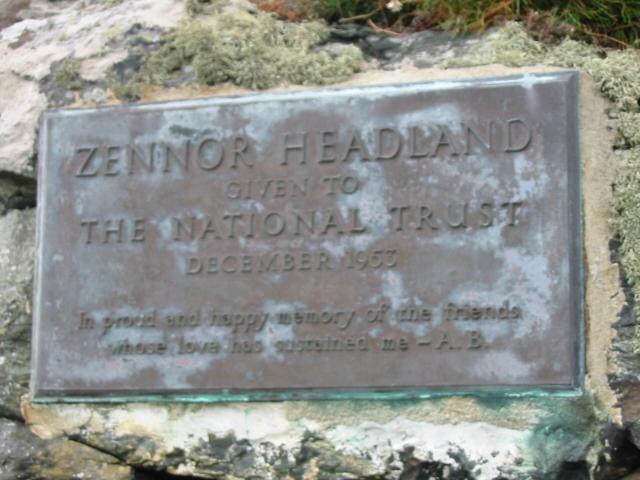 ZENNOR HEADLAND
GIVEN TO
THE NATIONAL TRUST
DECEMBER 1953
In proud and happy memory of the friends
whose love has sustained me – A. B.